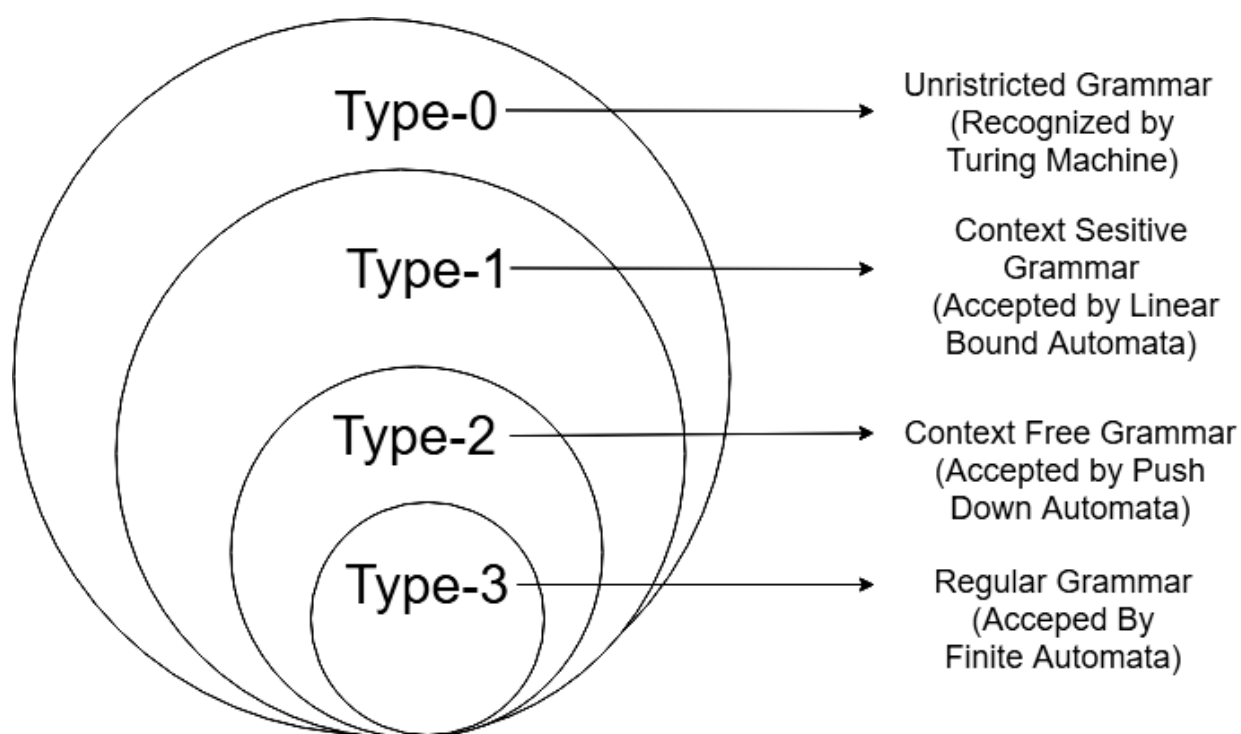 Type-0
Unristricted Grammar
(Recognized by
Turing Machine)
Type-1
Context Sesitive
Grammar
(Accepted by Linear
Bound Automata)
Type-2
Context Free Grammar
(Accepted by Push
Down Automata)
Type-3
Regular Grammar
(Acceped By
Finite Automata)